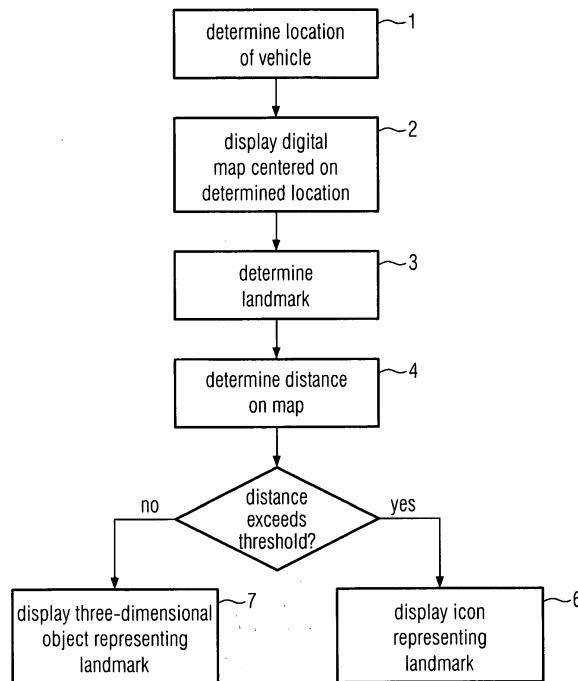 1
determine location
of vehicle
2
display digital
map centered on
determined location
3
determine
landmark
4
determine distance
on map
no
distance
exceeds
threshold?
yes
7
display three-dimensional
object representing
landmark
6
display icon
representing
landmark